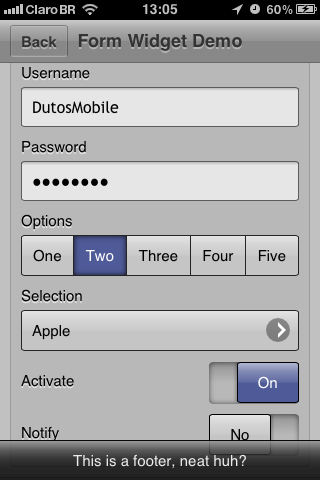 Claro BR 13:05 60%
Back Form Widget Demo
Username
DutosMobile
Password
••••••••
Options
One Two Three Four Five
Selection
Apple
Activate On
Notify No
This is a footer, neat huh?